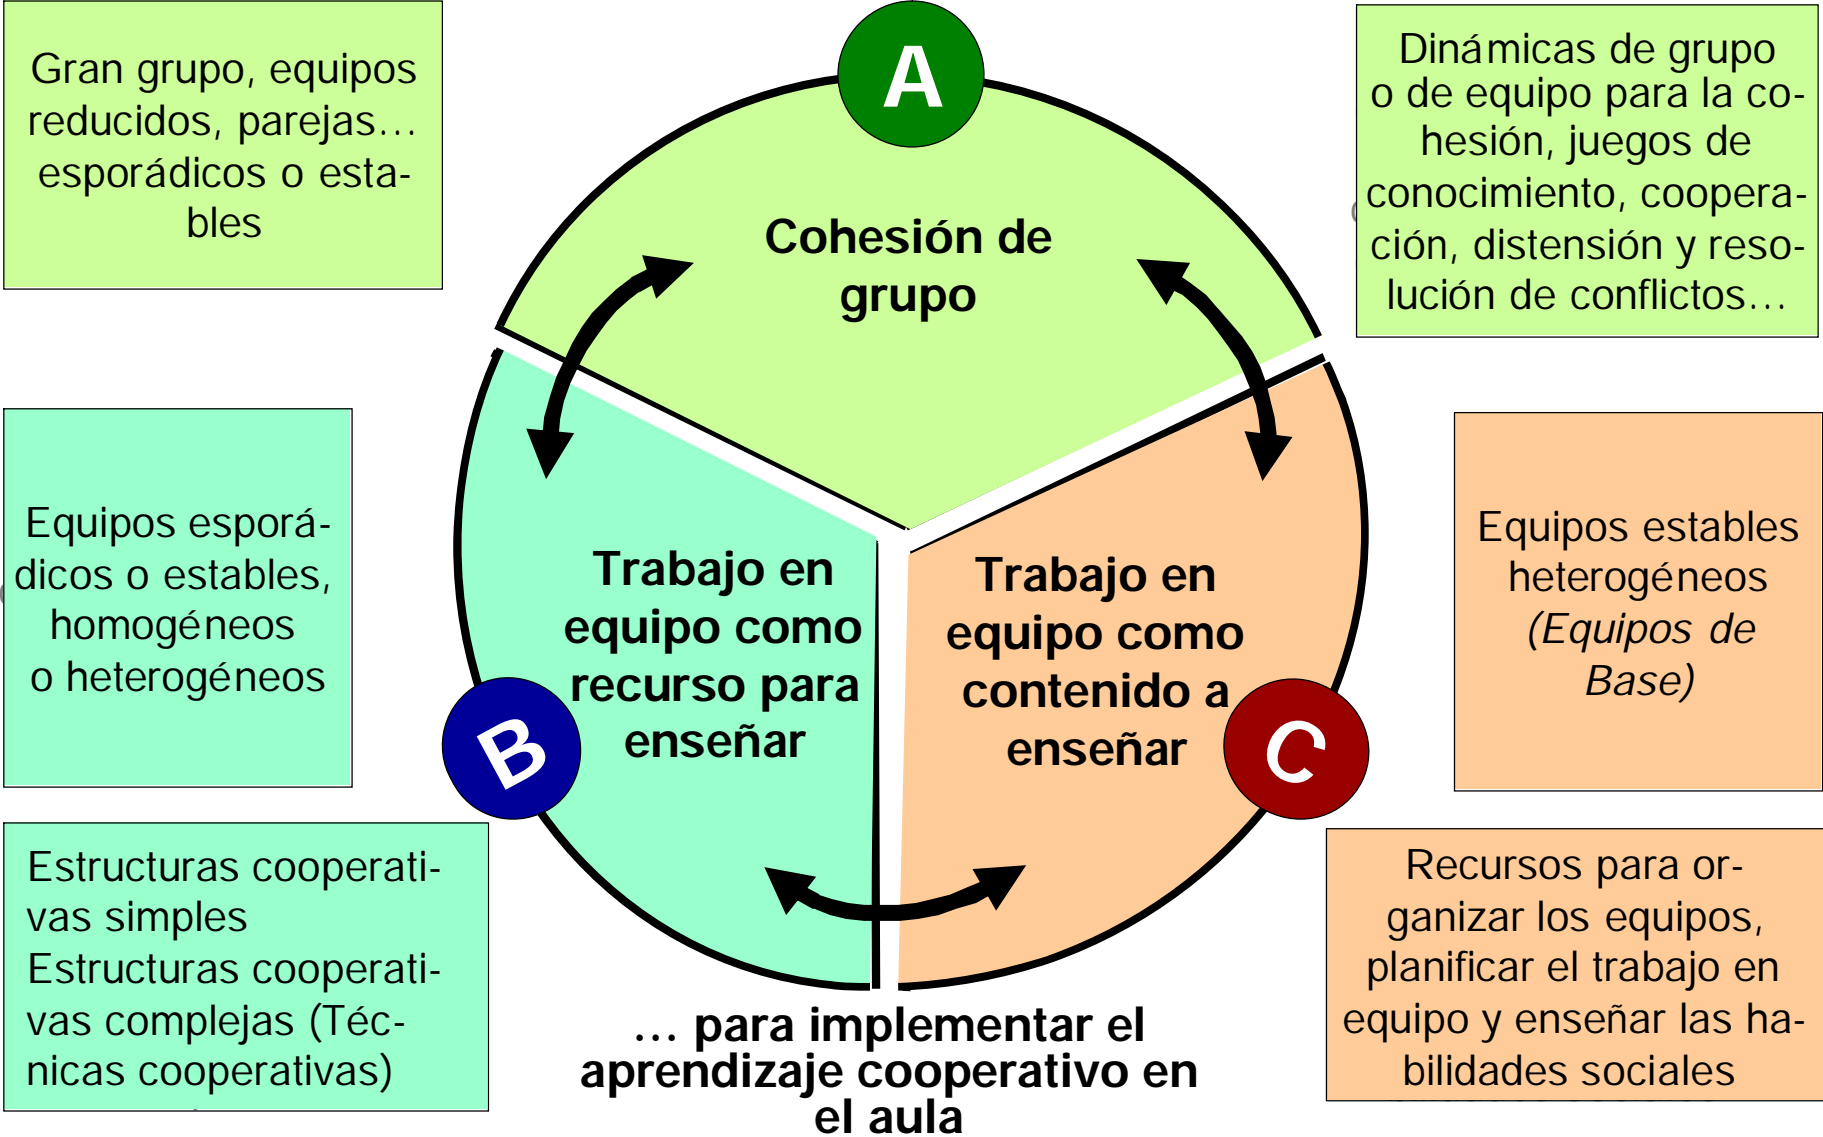 Gran grupo, equipos
reducidos, parejas…
esporádicos o esta-
bles
A
Dinámicas de grupo
o de equipo para la co-
hesión, juegos de
conocimiento, coopera-
ción, distensión y reso-
lución de conflictos…
Cohesión de
grupo
Equipos esporá-
dicos o estables,
homogéneos
o heterogéneos
Trabajo en
equipo como
recurso para
enseñar
B
Trabajo en
equipo como
contenido a
enseñar
C
Equipos estables
heterogéneos
(Equipos de
Base)
Estructuras cooperati-
vas simples
Estructuras cooperati-
vas complejas (Téc-
nicas cooperativas)
Recursos para or-
ganizar los equipos,
planificar el trabajo en
equipo y enseñar las ha-
bilidades sociales
… para implementar el
aprendizaje cooperativo en
el aula